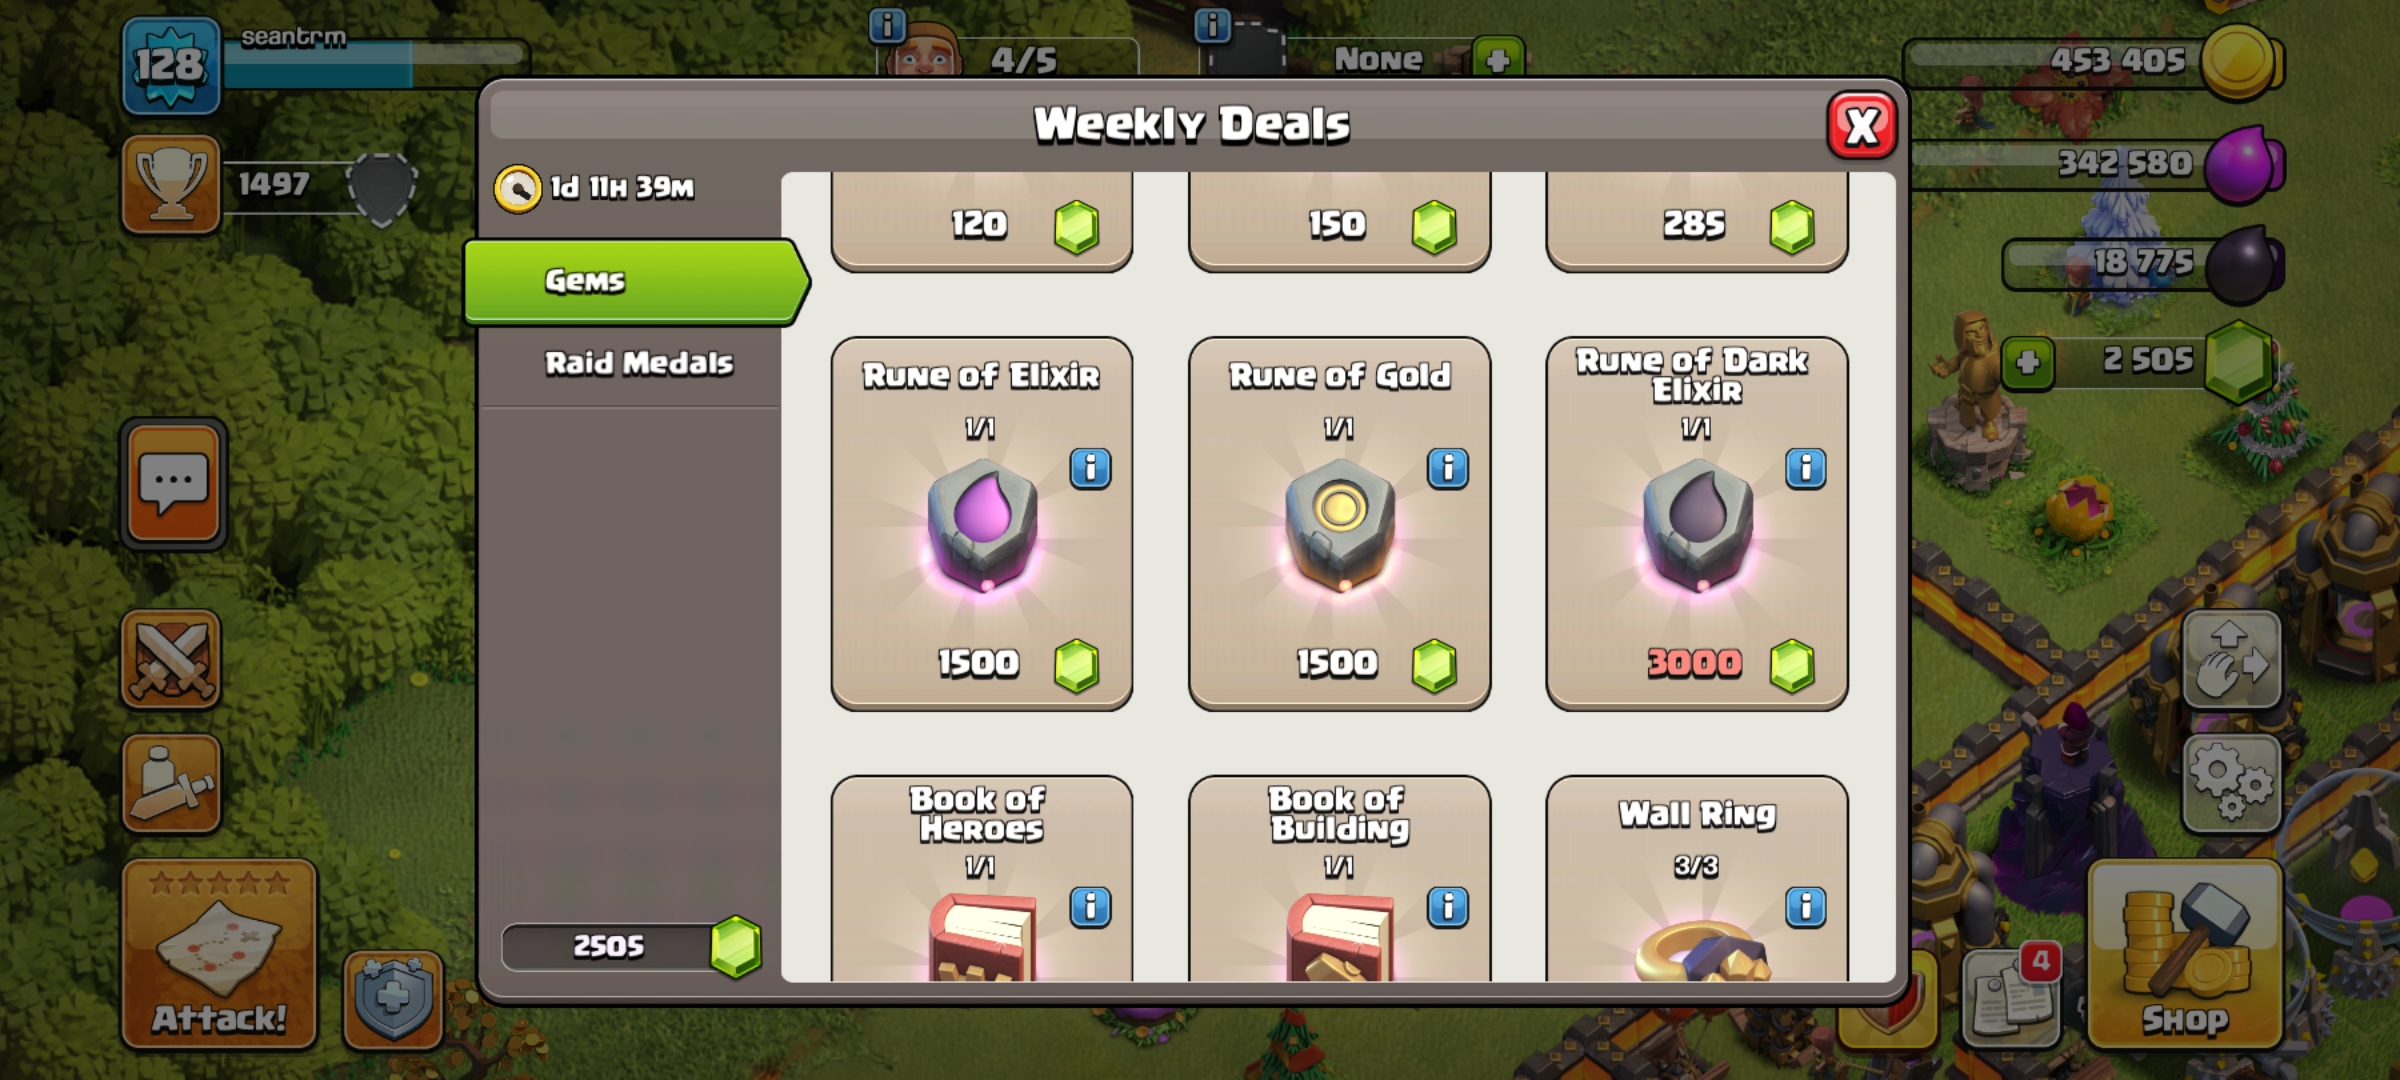 128
seantrm
4/5
None
453 405
1497
342 580
18 775
2 505
Weekly Deals
X
1d 11H 39M
Gems
Raid Medals
2505
120
150
285
Rune of Elixir
1/1
1500
Rune of Gold
1/1
1500
Rune of Dark
Elixir
1/1
3000
Book of
Heroes
1/1
Book of
Building
1/1
Wall Ring
3/3
Attack!
4
Shop